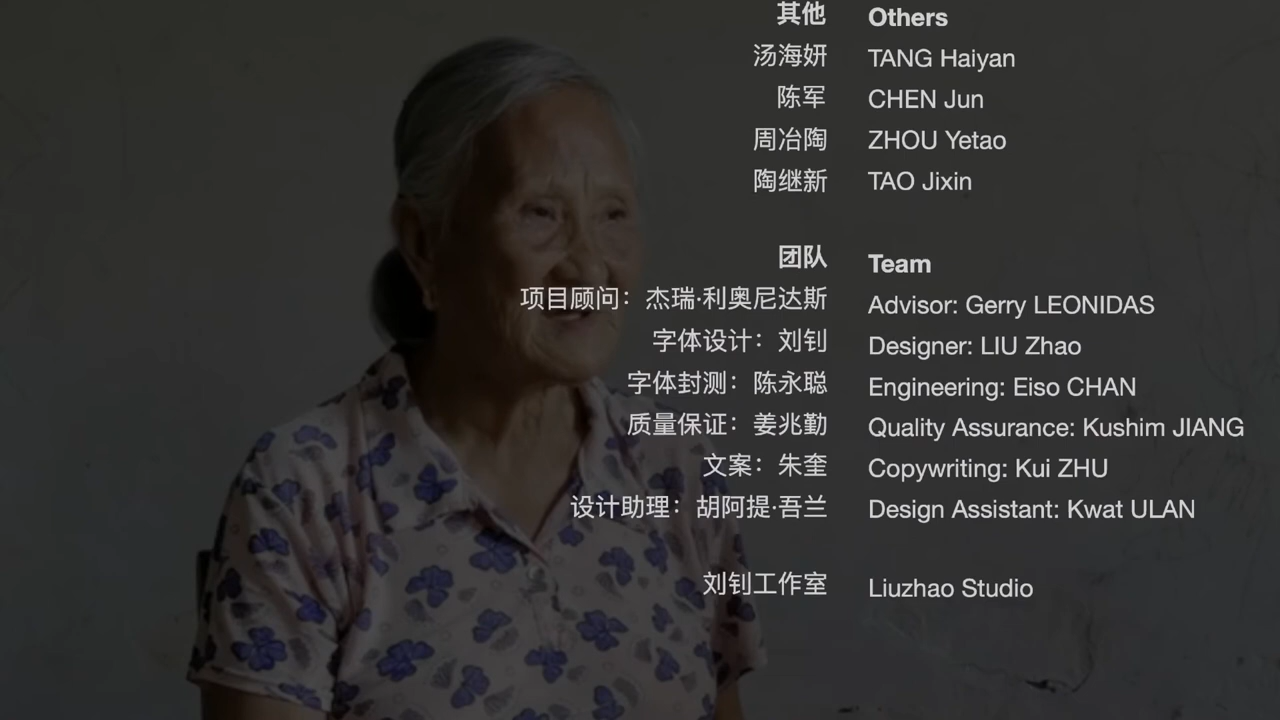 其他 Others
汤海妍 TANG Haiyan
陈军 CHEN Jun
周冶陶 ZHOU Yetao
陶继新 TAO Jixin
团队 Team
项目顾问：杰瑞·利奥尼达斯 Advisor: Gerry LEONIDAS
字体设计：刘钊 Designer: LIU Zhao
字体封测：陈永聪 Engineering: Eiso CHAN
质量保证：姜兆勤 Quality Assurance: Kushim JIANG
文案：朱奎 Copywriting: Kui ZHU
设计助理：胡阿提·吾兰 Design Assistant: Kwat ULAN
刘钊工作室 Liuzhao Studio